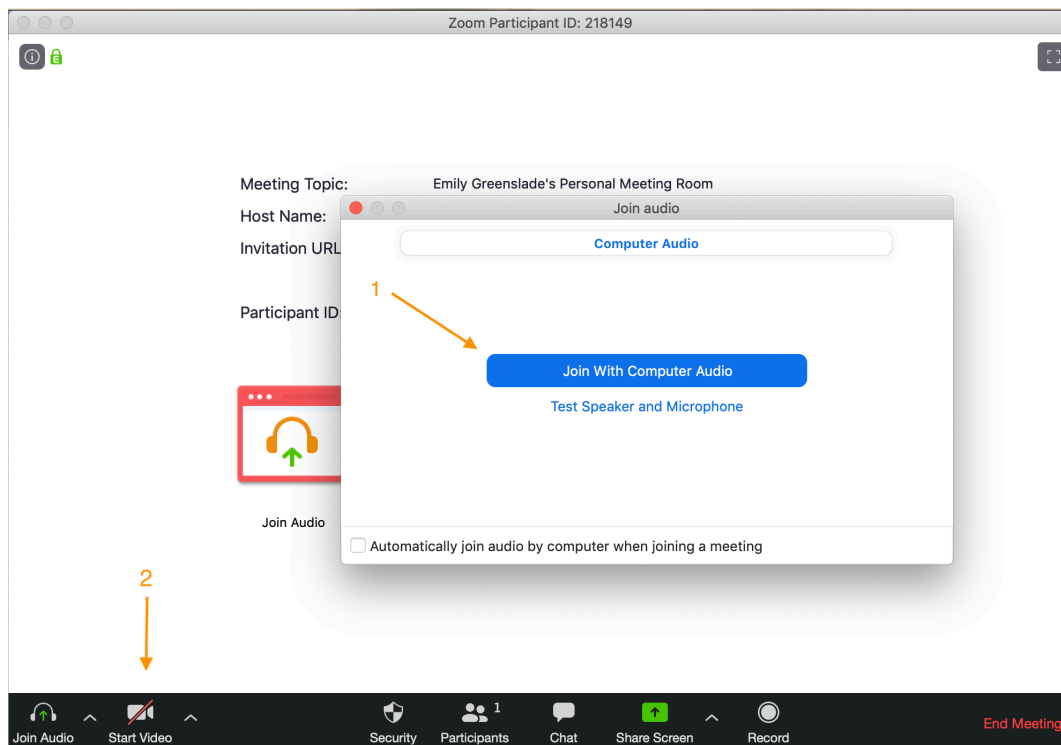 Zoom Participant ID: 218149
Meeting Topic: Emily Greenslade's Personal Meeting Room
Host Name:
Invitation URL
Participant ID:
Join audio
Computer Audio
1
Join With Computer Audio
Test Speaker and Microphone
Automatically join audio by computer when joining a meeting
Join Audio
2
Join Audio
Start Video
Security
1
Participants
Chat
Share Screen
Record
End Meeting